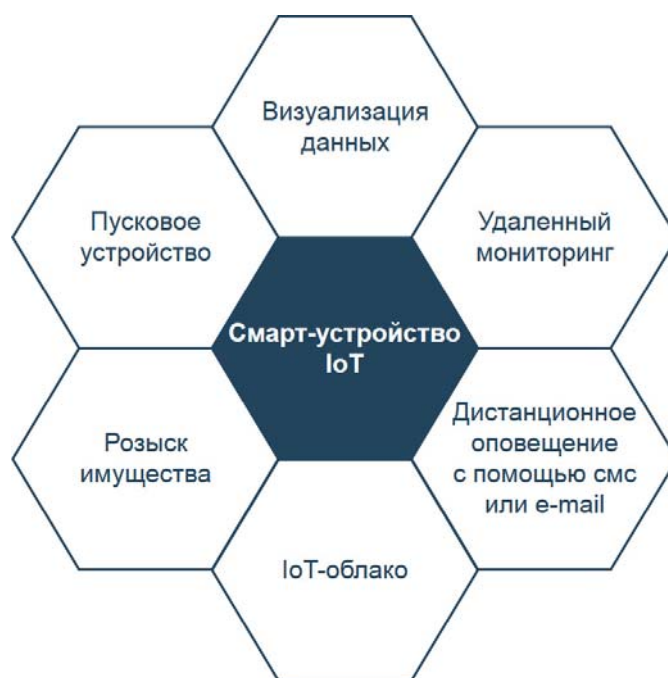 Визуализация
данных
Пусковое
устройство
Удаленный
мониторинг
Смарт-устройство
IoT
Розыск
имущества
Дистанционное
оповещение
с помощью смс
или e-mail
IoT-облако